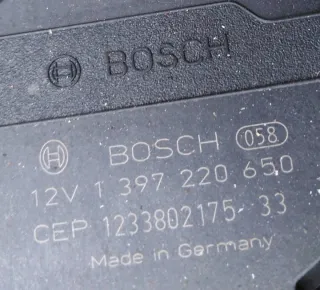 BOSCH
BOSCH 058
12V 1 397 220 650
CEP 1233802175 33
Made in Germany